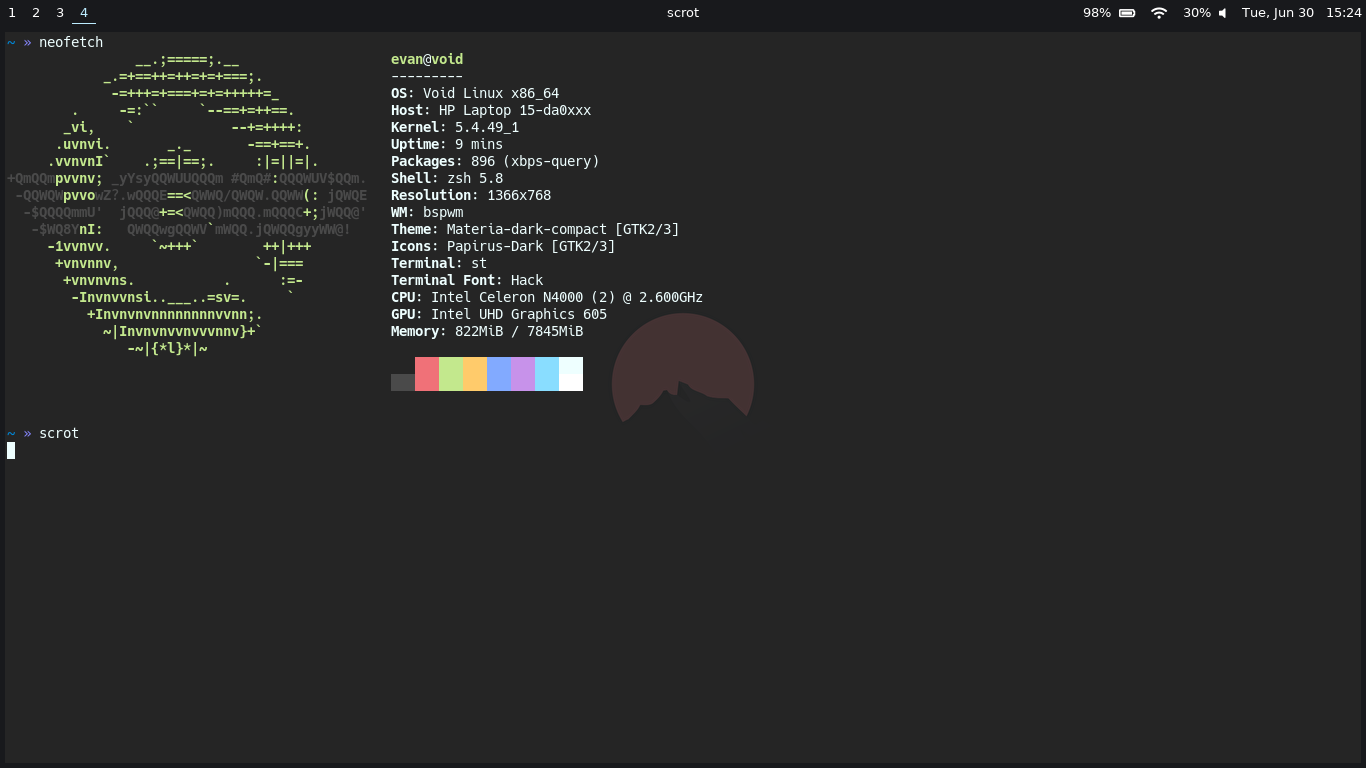 1 2 3 4 scrot 98% 30% Tue, Jun 30 15:24
~ » neofetch
                __.;=====;.__                   evan@void
            _.=+==++=++=+=+===;.                ---------
             -=+++=+===+=+=+++++=_              OS: Void Linux x86_64
        .     -=:``     `--==+=++==.            Host: HP Laptop 15-da0xxx
       _vi,    `            --+=++++:           Kernel: 5.4.49_1
      .uvnvi.       _._       -==+==+.          Uptime: 9 mins
     .vvnvnI`    .;==|==;.     :|=||=|.         Packages: 896 (xbps-query)
+QmQQmpvvnv; _yYsyQQWUUQQQm #QmQ#:QQQWUV$QQm.   Shell: zsh 5.8
 -QQWQWpvvowZ?.wQQQE==<QWWQ/QWQW.QQWW(: jQWQE   Resolution: 1366x768
  -$QQQQmmU'  jQQQ@+=<QWQQ)mQQQ.mQQQC+;jWQQ@'   WM: bspwm
   -$WQ8YnI:   QWQQwgQQWV`mWQQ.jQWQQgyyWW@!     Theme: Materia-dark-compact [GTK2/3]
     -1vvnvv.     `~+++`        ++|+++          Icons: Papirus-Dark [GTK2/3]
      +vnvnnv,                 `-|===           Terminal: st
       +vnvnvns.           .      :=-           Terminal Font: Hack
        -Invnvvnsi..___..=sv=.     `            CPU: Intel Celeron N4000 (2) @ 2.600GHz
          +Invnvnvnnnnnnnnvvnn;.                GPU: Intel UHD Graphics 605
            ~|Invnvnvvnvvvnnv}+`                Memory: 822MiB / 7845MiB
               -~|{*l}*|~
~ » scrot